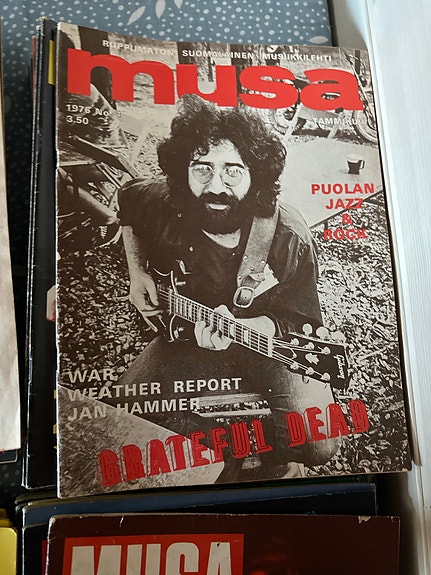 RIIPPUMATON SUOMALAINEN MUSIIKKILEHTI
musa
1976 No
3,50
TAMMIKUU
PUOLAN
JAZZ
&
ROCK
Gibson
WAR
WEATHER REPORT
JAN HAMMER
GRATEFUL DEAD
MUSA